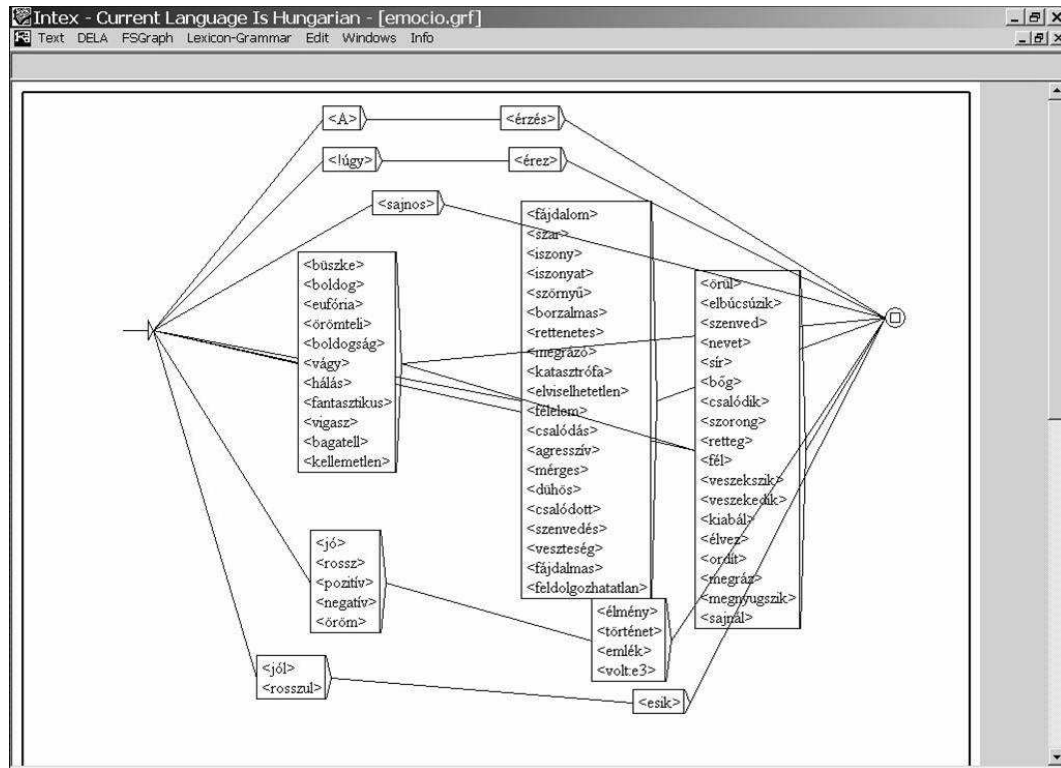 Intex - Current Language Is Hungarian - [emocio.grf]
Text DELA FSGraph Lexicon-Grammar Edit Windows Info
<A>
<érzés>
<!úgy>
<érez>
<sajnos>
<büszke>
<boldog>
<eufória>
<örömteli>
<boldogság>
<vágy>
<hálás>
<fantasztikus>
<vigasz>
<bagatell>
<kellemetlen>
<fájdalom>
<szar>
<iszony>
<iszonyat>
<szörnyű>
<borzalmas>
<rettenetes>
<megrázó>
<katasztrófa>
<elviselhetetlen>
<félelem>
<csalódás>
<agresszív>
<mérges>
<dühös>
<csalódott>
<szenvedés>
<veszteség>
<fájdalmas>
<feldolgozhatatlan>
<örül>
<elbúcsúzik>
<szenved>
<nevet>
<sír>
<bőg>
<csalódik>
<szorong>
<retteg>
<fél>
<veszekszik>
<veszekedik>
<kiabál>
<élvez>
<ordít>
<megráz>
<megnyugszik>
<sajnál>
<jó>
<rossz>
<pozitív>
<negatív>
<öröm>
<élmény>
<történet>
<emlék>
<volt:e3>
<jól>
<rosszul>
<esik>